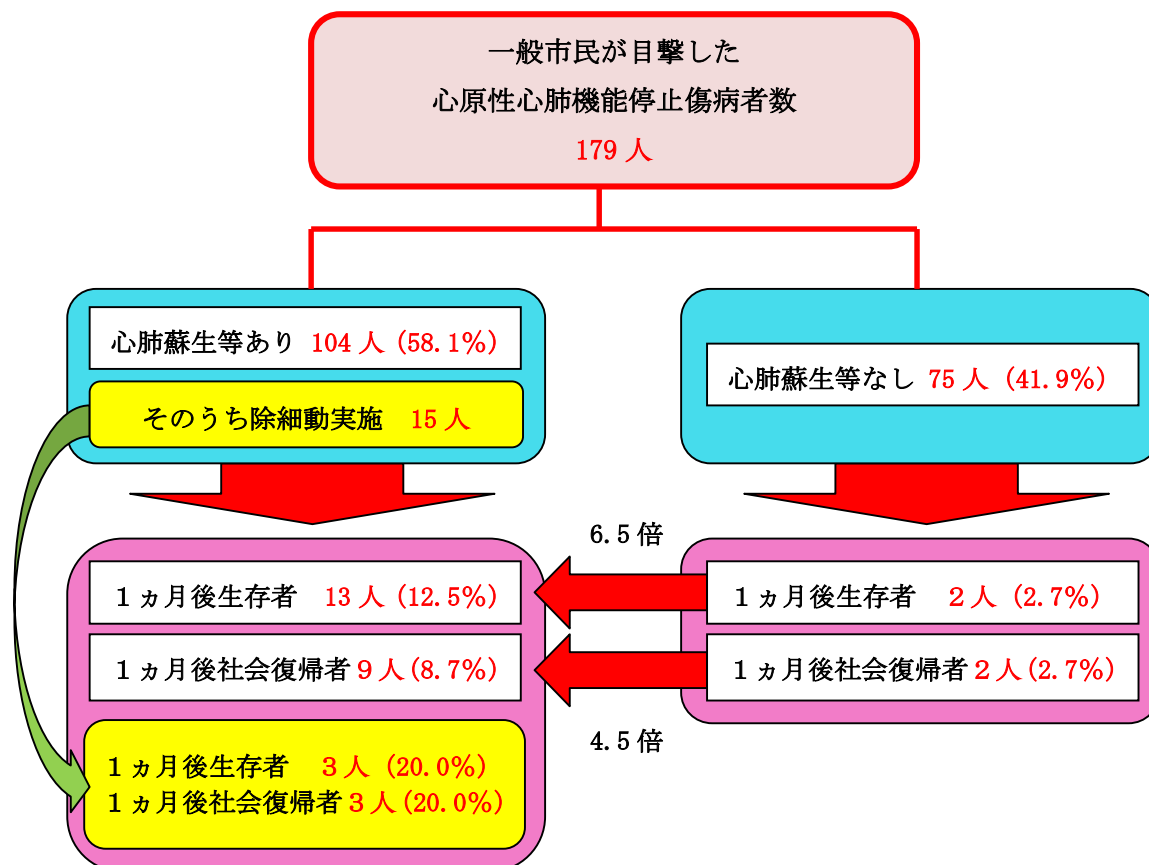 一般市民が目撃した
心原性心肺機能停止傷病者数
179 人
心肺蘇生等あり 104 人 (58.1%)
そのうち除細動実施 15 人
心肺蘇生等なし 75 人 (41.9%)
6.5 倍
1ヵ月後生存者 13 人 (12.5%)
1ヵ月後社会復帰者 9人 (8.7%)
1ヵ月後生存者 3人 (20.0%)
1ヵ月後社会復帰者 3人 (20.0%)
1ヵ月後生存者 2人 (2.7%)
1ヵ月後社会復帰者 2人 (2.7%)
4.5 倍